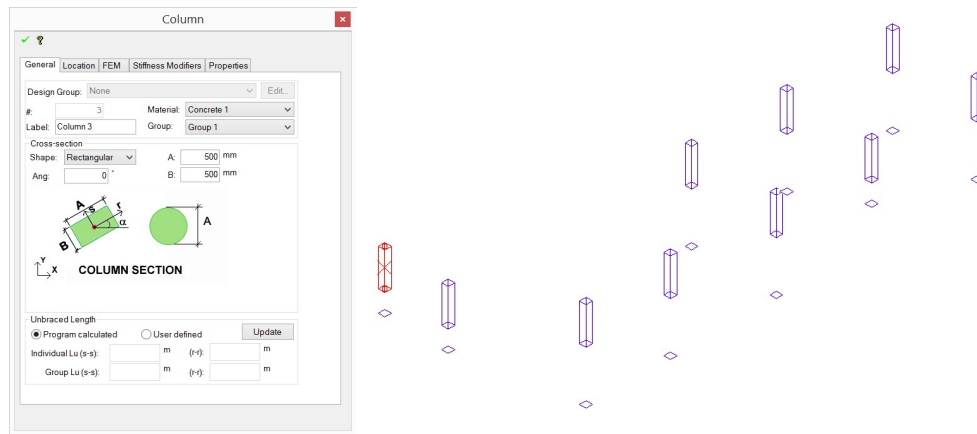 Column
General Location FEM Stiffness Modifiers Properties
Design Group: None Edit...
#: 3 Material: Concrete 1
Label: Column 3 Group: Group 1
Cross-section
Shape: Rectangular A: 500 mm
Ang: 0 ° B: 500 mm
A s r α B A
Y X COLUMN SECTION
Unbraced Length
Program calculated User defined Update
Individual Lu (s-s): m (r-r): m
Group Lu (s-s): m (r-r): m